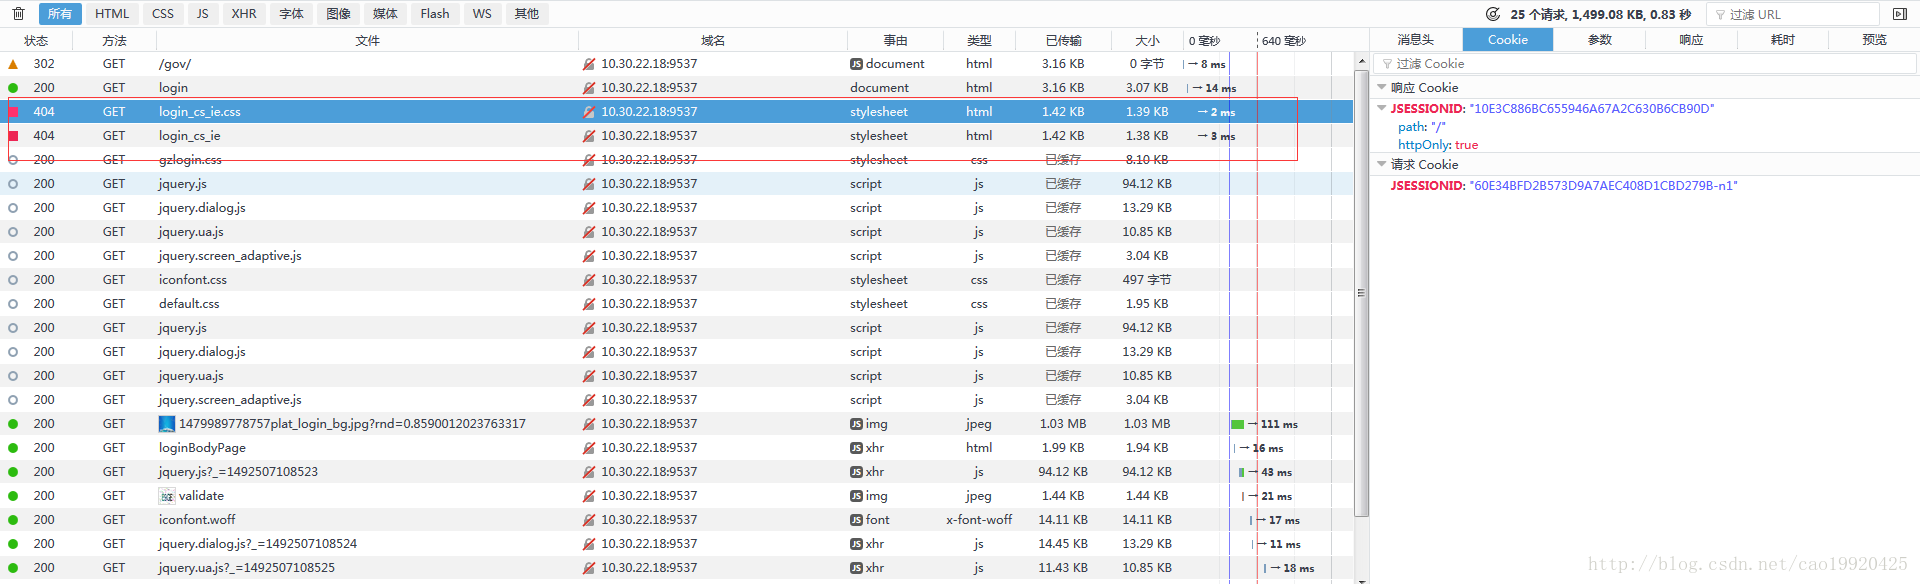 所有 HTML CSS JS XHR 字体 图像 媒体 Flash WS 其他 25 个请求, 1,499.08 KB, 0.83 秒 过滤 URL
状态 方法 文件 域名 事由 类型 已传输 大小 0 毫秒 640 毫秒
302 GET /gov/ 10.30.22.18:9537 JS document html 3.16 KB 0 字节 → 8 ms
200 GET login 10.30.22.18:9537 document html 3.16 KB 3.07 KB → 14 ms
404 GET login_cs_ie.css 10.30.22.18:9537 stylesheet html 1.42 KB 1.39 KB → 2 ms
404 GET login_cs_ie 10.30.22.18:9537 stylesheet html 1.42 KB 1.38 KB → 3 ms
200 GET gzlogin.css 10.30.22.18:9537 stylesheet css 已缓存 8.10 KB
200 GET jquery.js 10.30.22.18:9537 script js 已缓存 94.12 KB
200 GET jquery.dialog.js 10.30.22.18:9537 script js 已缓存 13.29 KB
200 GET jquery.ua.js 10.30.22.18:9537 script js 已缓存 10.85 KB
200 GET jquery.screen_adaptive.js 10.30.22.18:9537 script js 已缓存 3.04 KB
200 GET iconfont.css 10.30.22.18:9537 stylesheet css 已缓存 497 字节
200 GET default.css 10.30.22.18:9537 stylesheet css 已缓存 1.95 KB
200 GET jquery.js 10.30.22.18:9537 script js 已缓存 94.12 KB
200 GET jquery.dialog.js 10.30.22.18:9537 script js 已缓存 13.29 KB
200 GET jquery.ua.js 10.30.22.18:9537 script js 已缓存 10.85 KB
200 GET jquery.screen_adaptive.js 10.30.22.18:9537 script js 已缓存 3.04 KB
200 GET 1479989778757plat_login_bg.jpg?rnd=0.8590012023763317 10.30.22.18:9537 JS img jpeg 1.03 MB 1.03 MB → 111 ms
200 GET loginBodyPage 10.30.22.18:9537 JS xhr html 1.99 KB 1.94 KB → 16 ms
200 GET jquery.js?_=1492507108523 10.30.22.18:9537 JS xhr js 94.12 KB 94.12 KB → 43 ms
200 GET validate 10.30.22.18:9537 JS img jpeg 1.44 KB 1.44 KB → 21 ms
200 GET iconfont.woff 10.30.22.18:9537 JS font x-font-woff 14.11 KB 14.11 KB → 17 ms
200 GET jquery.dialog.js?_=1492507108524 10.30.22.18:9537 JS xhr js 14.45 KB 13.29 KB → 11 ms
200 GET jquery.ua.js?_=1492507108525 10.30.22.18:9537 JS xhr js 11.43 KB 10.85 KB → 18 ms
消息头 Cookie 参数 响应 耗时 预览
过滤 Cookie
响应 Cookie
JSESSIONID: "10E3C886BC655946A67A2C630B6CB90D"
path: "/"
httpOnly: true
请求 Cookie
JSESSIONID: "60E34BFD2B573D9A7AEC408D1CBD279B-n1"
http://blog.csdn.net/cao19920425